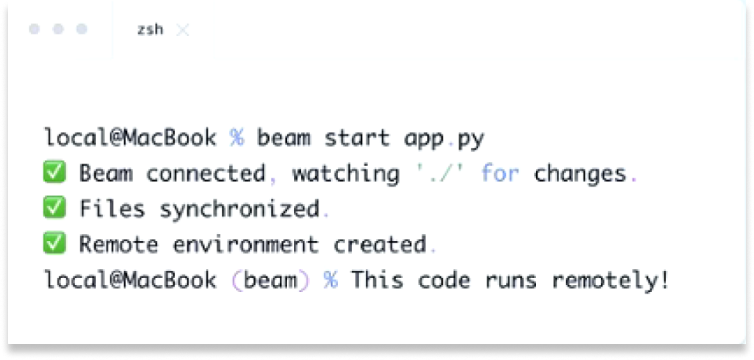 zsh ×
local@MacBook % beam start app.py
✅ Beam connected, watching './' for changes.
✅ Files synchronized.
✅ Remote environment created.
local@MacBook (beam) % This code runs remotely!